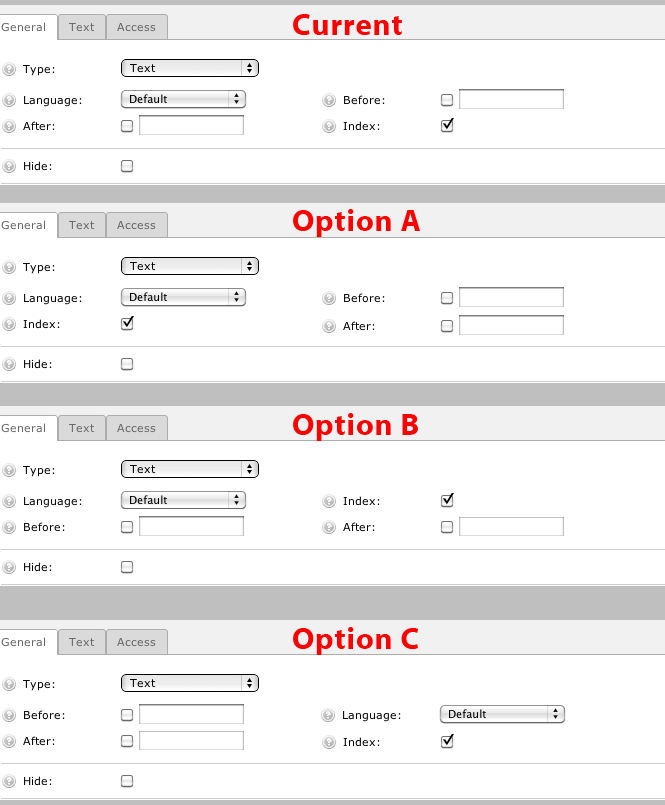 General Text Access Current
Type: Text
Language: Default Before:
After: Index:
Hide:
General Text Access Option A
Type: Text
Language: Default Before:
Index: After:
Hide:
General Text Access Option B
Type: Text
Language: Default Index:
Before: After:
Hide:
General Text Access Option C
Type: Text
Before: Language: Default
After: Index:
Hide: